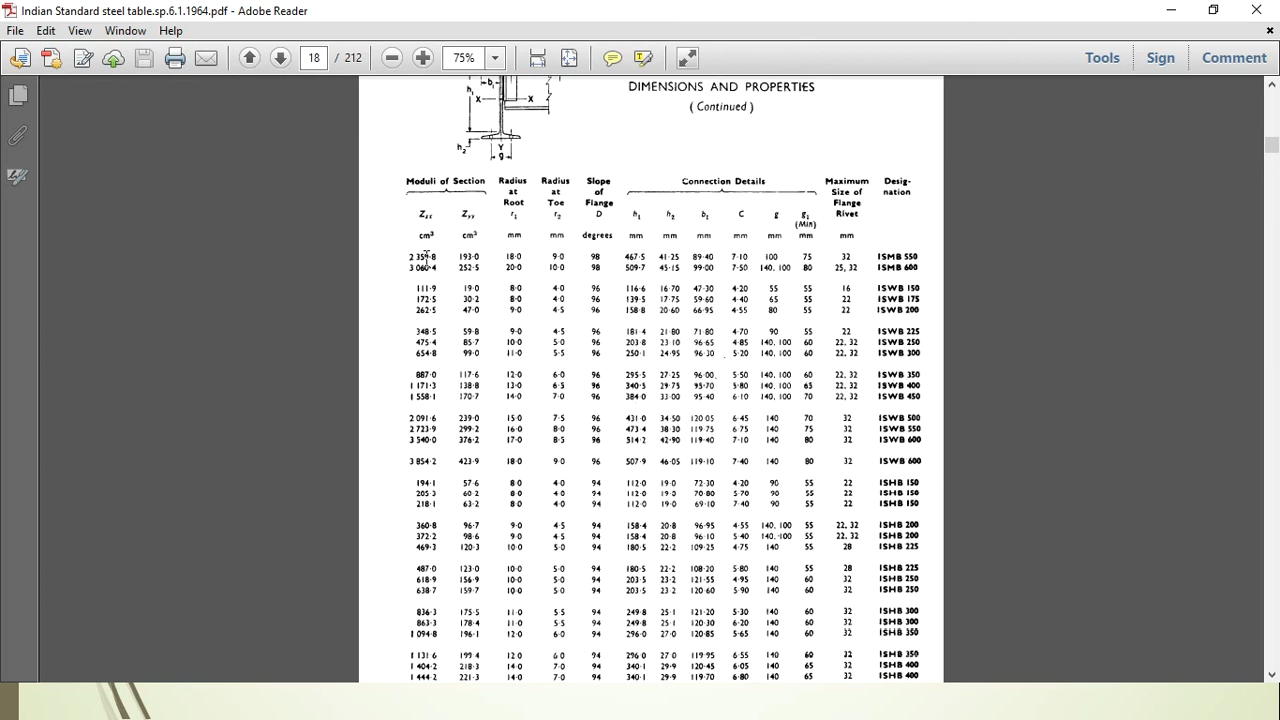 Indian Standard steel table.sp.6.1.1964.pdf - Adobe Reader
File Edit View Window Help
18 / 212 75% Tools Sign Comment
DIMENSIONS AND PROPERTIES
( Continued )
h₁ b₁ X X
h₂ Y
g
Moduli of Section Radius at Root Radius at Toe Slope of Flange Connection Details Maximum Size of Flange Rivet Desig-nation
Zxx Zyy r₁ r₂ D h₁ h₂ b₁ C g g₁ (Min)
cm³ cm³ mm mm degrees mm mm mm mm mm mm mm
193·0 18·0 9·0 98 467·5 41·25 89·40 7·10 100 75 32 ISMB 550
252·5 20·0 10·0 98 509·7 45·15 99·00 7·50 140, 100 80 25, 32 ISMB 600
111·9 19·0 8·0 4·0 96 116·6 16·70 47·30 4·20 55 55 16 ISWB 150
172·5 30·2 8·0 4·0 96 139·5 17·75 59·60 4·40 65 55 22 ISWB 175
262·5 47·0 9·0 4·5 96 158·8 20·60 66·95 4·55 80 55 22 ISWB 200
348·5 59·8 9·0 4·5 96 181·4 21·80 71·80 4·70 90 55 22 ISWB 225
475·4 85·7 10·0 5·0 96 203·8 23·10 96·65 4·85 140, 100 60 22, 32 ISWB 250
654·8 99·0 11·0 5·5 96 250·1 24·95 96·30 5·20 140, 100 60 22, 32 ISWB 300
887·0 117·6 12·0 6·0 96 295·5 27·25 96·00 5·50 140, 100 60 22, 32 ISWB 350
1 171·3 138·8 13·0 6·5 96 340·5 29·75 95·70 5·80 140, 100 65 22, 32 ISWB 400
1 558·1 170·7 14·0 7·0 96 384·0 33·00 95·40 6·10 140, 100 70 22, 32 ISWB 450
2 091·6 239·0 15·0 7·5 96 431·0 34·50 120·05 6·45 140 70 32 ISWB 500
2 723·9 299·2 16·0 8·0 96 473·4 38·30 119·75 6·75 140 75 32 ISWB 550
3 540·0 376·2 17·0 8·5 96 514·2 42·90 119·40 7·10 140 80 32 ISWB 600
3 854·2 423·9 18·0 9·0 96 507·9 46·05 119·10 7·40 140 80 32 ISWB 600
194·1 57·6 8·0 4·0 94 112·0 19·0 72·30 4·20 90 55 22 ISHB 150
205·3 60·2 8·0 4·0 94 112·0 19·0 70·80 5·70 90 55 22 ISHB 150
218·1 63·2 8·0 4·0 94 112·0 19·0 69·10 7·40 90 55 22 ISHB 150
360·8 96·7 9·0 4·5 94 158·4 20·8 96·95 4·55 140, 100 55 22, 32 ISHB 200
372·2 98·6 9·0 4·5 94 158·4 20·8 96·10 5·40 140, 100 55 22, 32 ISHB 200
469·3 120·3 10·0 5·0 94 180·5 22·2 109·25 4·75 140 55 28 ISHB 225
487·0 123·0 10·0 5·0 94 180·5 22·2 108·20 5·80 140 55 28 ISHB 225
618·9 156·9 10·0 5·0 94 203·5 23·2 121·55 4·95 140 60 32 ISHB 250
638·7 159·7 10·0 5·0 94 203·5 23·2 120·60 5·90 140 60 32 ISHB 250
836·3 175·5 11·0 5·5 94 249·8 25·1 121·20 5·30 140 60 32 ISHB 300
863·3 178·4 11·0 5·5 94 249·8 25·1 120·30 6·20 140 60 32 ISHB 300
1 094·8 196·1 12·0 6·0 94 296·0 27·0 120·85 5·65 140 60 32 ISHB 350
1 131·6 199·4 12·0 6·0 94 296·0 27·0 119·95 6·55 140 60 32 ISHB 350
1 404·2 218·3 14·0 7·0 94 340·1 29·9 120·45 6·05 140 65 32 ISHB 400
1 444·2 221·3 14·0 7·0 94 340·1 29·9 119·70 6·80 140 65 32 ISHB 400